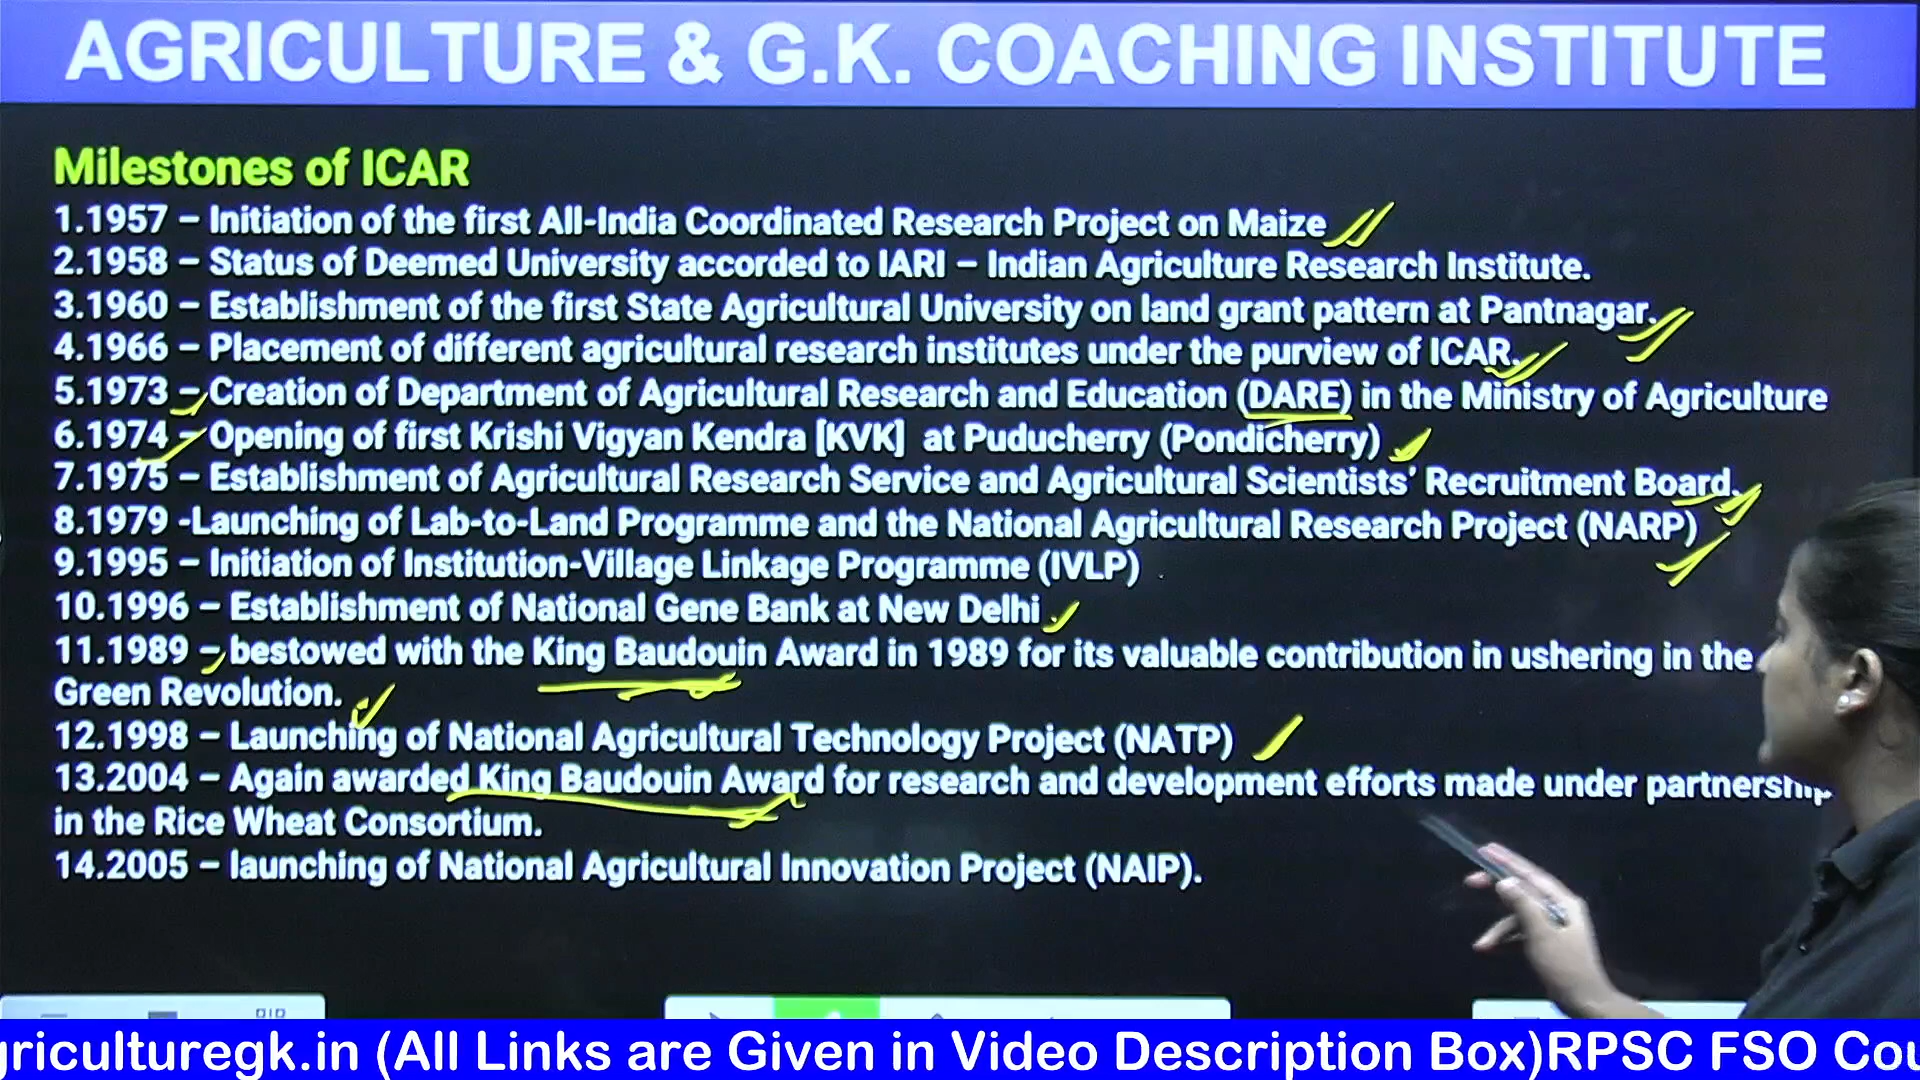 AGRICULTURE & G.K. COACHING INSTITUTE
Milestones of ICAR
1.1957 – Initiation of the first All-India Coordinated Research Project on Maize
2.1958 – Status of Deemed University accorded to IARI – Indian Agriculture Research Institute.
3.1960 – Establishment of the first State Agricultural University on land grant pattern at Pantnagar.
4.1966 – Placement of different agricultural research institutes under the purview of ICAR.
5.1973 – Creation of Department of Agricultural Research and Education (DARE) in the Ministry of Agriculture
6.1974 – Opening of first Krishi Vigyan Kendra [KVK] at Puducherry (Pondicherry)
7.1975 – Establishment of Agricultural Research Service and Agricultural Scientists’ Recruitment Board.
8.1979 -Launching of Lab-to-Land Programme and the National Agricultural Research Project (NARP)
9.1995 – Initiation of Institution-Village Linkage Programme (IVLP)
10.1996 – Establishment of National Gene Bank at New Delhi
11.1989 – bestowed with the King Baudouin Award in 1989 for its valuable contribution in ushering in the
Green Revolution.
12.1998 – Launching of National Agricultural Technology Project (NATP)
13.2004 – Again awarded King Baudouin Award for research and development efforts made under partnership
in the Rice Wheat Consortium.
14.2005 – launching of National Agricultural Innovation Project (NAIP).
griculturegk.in (All Links are Given in Video Description Box)RPSC FSO Cou